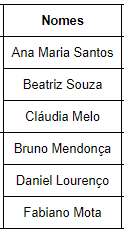 Nomes
Ana Maria Santos
Beatriz Souza
Cláudia Melo
Bruno Mendonça
Daniel Lourenço
Fabiano Mota